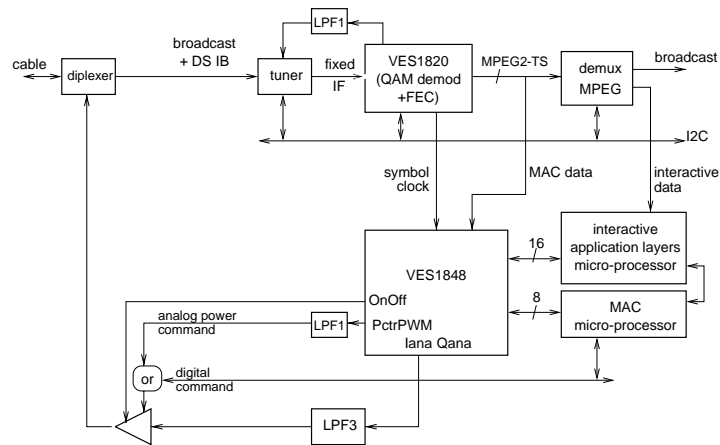 LPF1
cable
diplexer
broadcast
+ DS IB
tuner
fixed
IF
VES1820
(QAM demod
+FEC)
MPEG2-TS
demux
MPEG
broadcast
I2C
symbol
clock
MAC data
interactive
data
VES1848
OnOff
PctrPWM
Iana Qana
16
interactive
application layers
micro-processor
8
MAC
micro-processor
analog power
command
LPF1
or
digital
command
LPF3